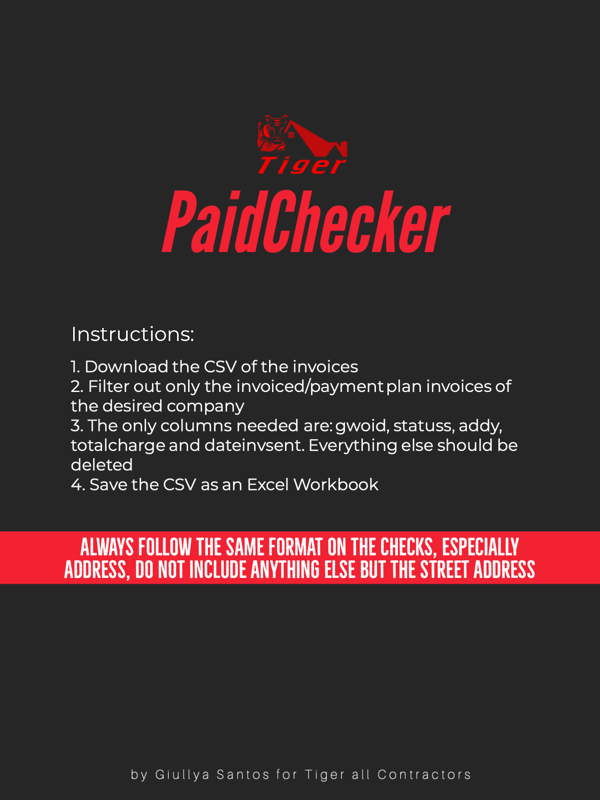 Tiger
PaidChecker
Instructions:
1. Download the CSV of the invoices
2. Filter out only the invoiced/payment plan invoices of
the desired company
3. The only columns needed are: gwoid, statuss, addy,
totalcharge and dateinvsent. Everything else should be
deleted
4. Save the CSV as an Excel Workbook
ALWAYS FOLLOW THE SAME FORMAT ON THE CHECKS, ESPECIALLY
ADDRESS, DO NOT INCLUDE ANYTHING ELSE BUT THE STREET ADDRESS
by Giullya Santos for Tiger all Contractors